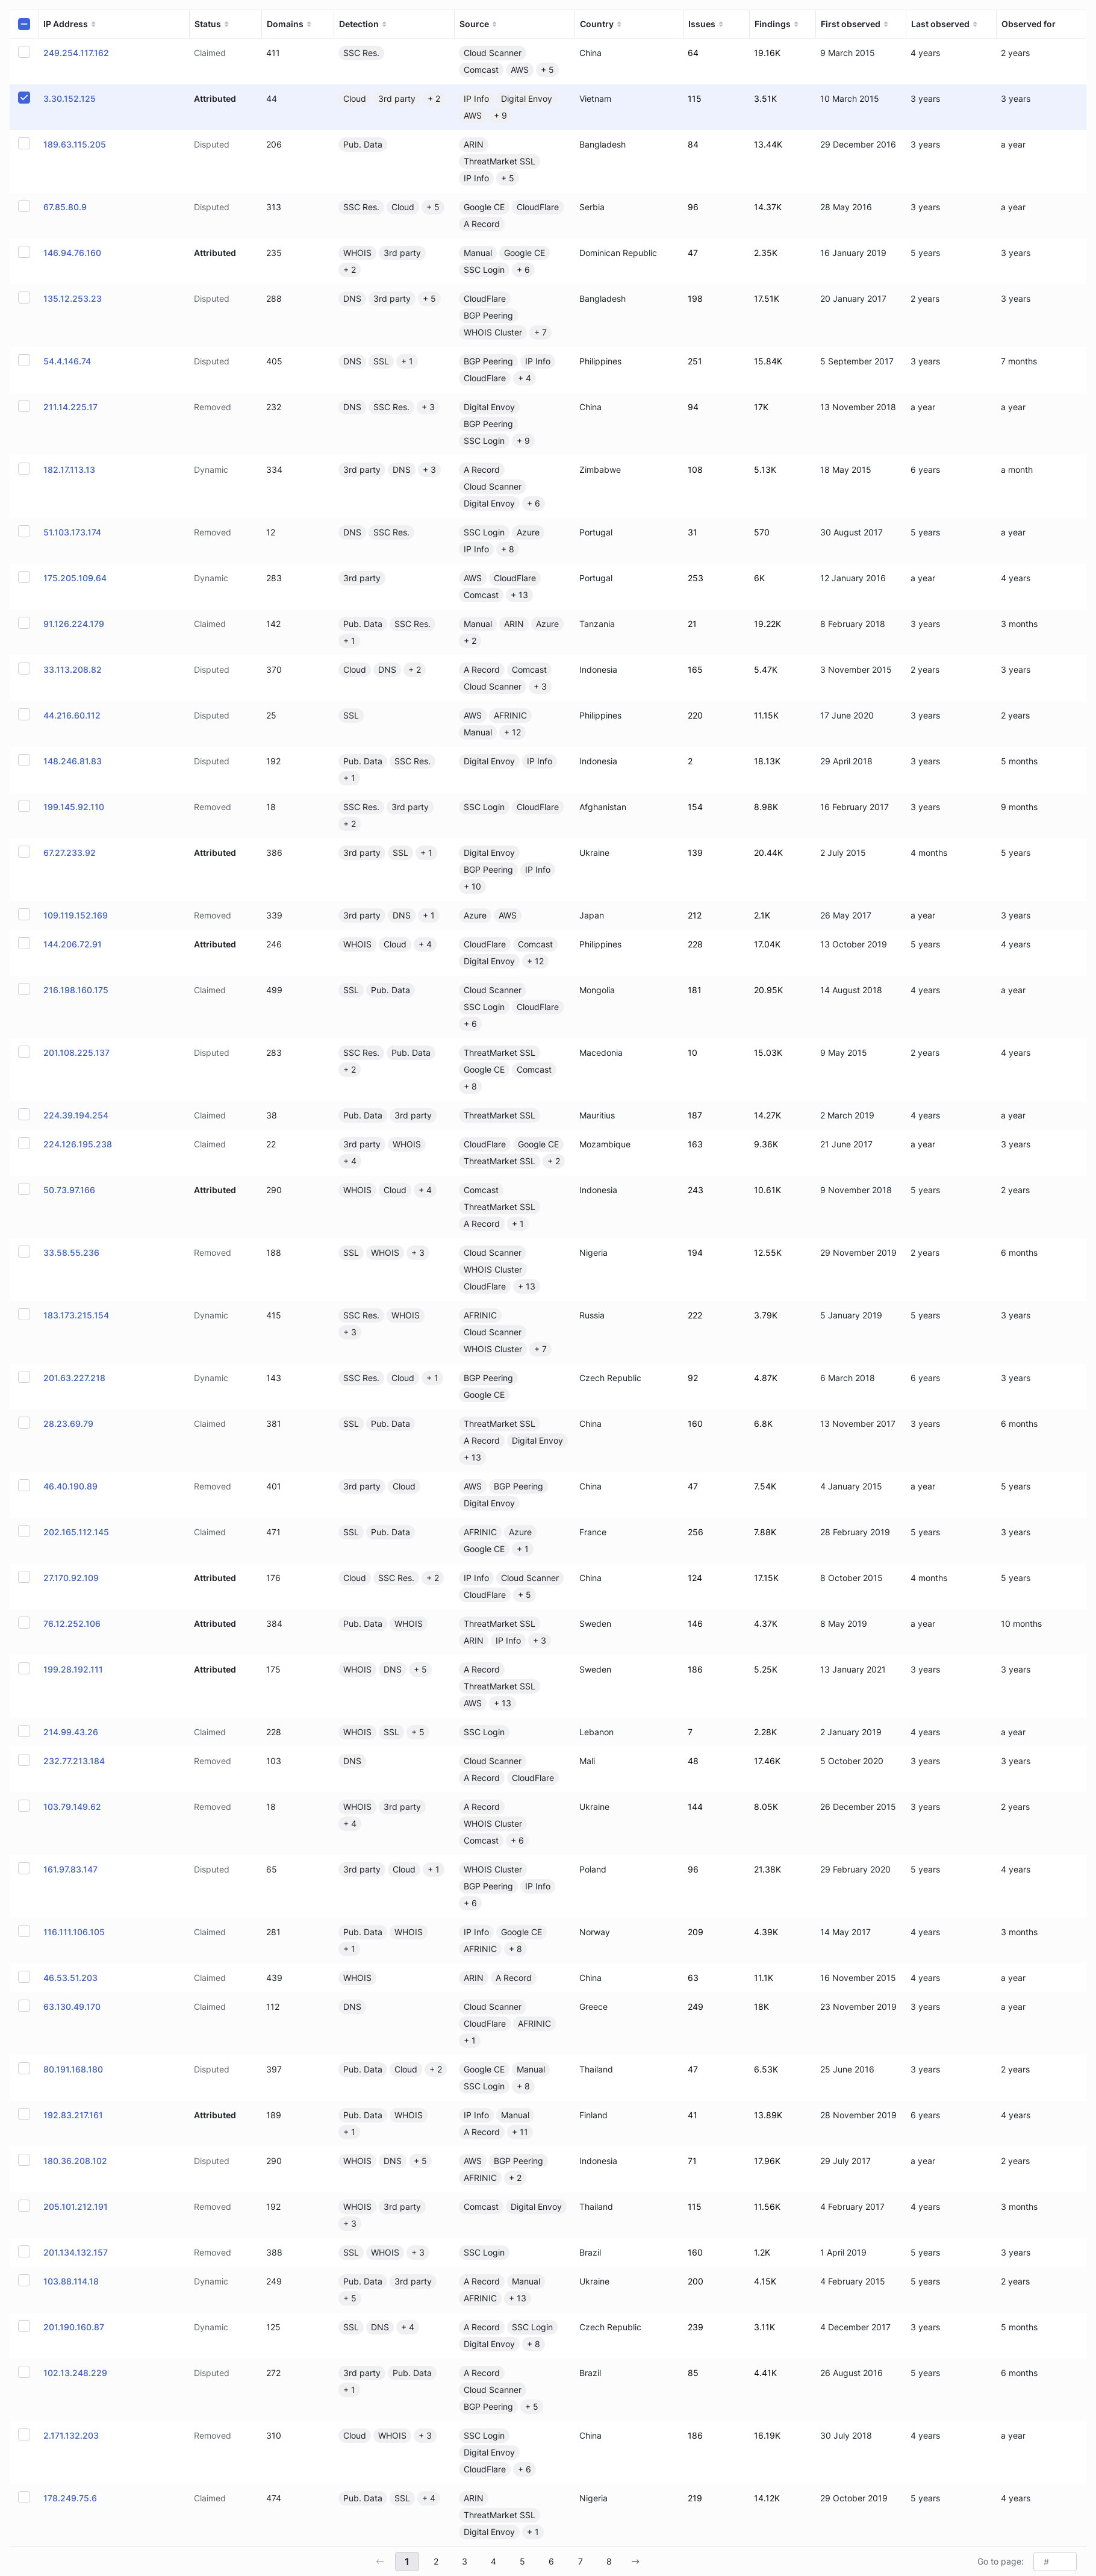 IP Address Status Domains Detection Source Country Issues Findings First observed Last observed Observed for
249.254.117.162 Claimed 411 SSC Res. Cloud Scanner China 64 19.16K 9 March 2015 4 years 2 years
Comcast AWS + 5
3.30.152.125 Attributed 44 Cloud 3rd party + 2 IP Info Digital Envoy Vietnam 115 3.51K 10 March 2015 3 years 3 years
AWS + 9
189.63.115.205 Disputed 206 Pub. Data ARIN Bangladesh 84 13.44K 29 December 2016 3 years a year
ThreatMarket SSL
IP Info + 5
67.85.80.9 Disputed 313 SSC Res. Cloud + 5 Google CE CloudFlare Serbia 96 14.37K 28 May 2016 3 years a year
A Record
146.94.76.160 Attributed 235 WHOIS 3rd party Manual Google CE Dominican Republic 47 2.35K 16 January 2019 5 years 3 years
+ 2 SSC Login + 6
135.12.253.23 Disputed 288 DNS 3rd party + 5 CloudFlare Bangladesh 198 17.51K 20 January 2017 2 years 3 years
BGP Peering
WHOIS Cluster + 7
54.4.146.74 Disputed 405 DNS SSL + 1 BGP Peering IP Info Philippines 251 15.84K 5 September 2017 3 years 7 months
CloudFlare + 4
211.14.225.17 Removed 232 DNS SSC Res. + 3 Digital Envoy China 94 17K 13 November 2018 a year a year
BGP Peering
SSC Login + 9
182.17.113.13 Dynamic 334 3rd party DNS + 3 A Record Zimbabwe 108 5.13K 18 May 2015 6 years a month
Cloud Scanner
Digital Envoy + 6
51.103.173.174 Removed 12 DNS SSC Res. SSC Login Azure Portugal 31 570 30 August 2017 5 years a year
IP Info + 8
175.205.109.64 Dynamic 283 3rd party AWS CloudFlare Portugal 253 6K 12 January 2016 a year 4 years
Comcast + 13
91.126.224.179 Claimed 142 Pub. Data SSC Res. Manual ARIN Azure Tanzania 21 19.22K 8 February 2018 3 years 3 months
+ 1 + 2
33.113.208.82 Disputed 370 Cloud DNS + 2 A Record Comcast Indonesia 165 5.47K 3 November 2015 2 years 3 years
Cloud Scanner + 3
44.216.60.112 Disputed 25 SSL AWS AFRINIC Philippines 220 11.15K 17 June 2020 3 years 2 years
Manual + 12
148.246.81.83 Disputed 192 Pub. Data SSC Res. Digital Envoy IP Info Indonesia 2 18.13K 29 April 2018 3 years 5 months
+ 1
199.145.92.110 Removed 18 SSC Res. 3rd party SSC Login CloudFlare Afghanistan 154 8.98K 16 February 2017 3 years 9 months
+ 2
67.27.233.92 Attributed 386 3rd party SSL + 1 Digital Envoy Ukraine 139 20.44K 2 July 2015 4 months 5 years
BGP Peering IP Info
+ 10
109.119.152.169 Removed 339 3rd party DNS + 1 Azure AWS Japan 212 2.1K 26 May 2017 a year 3 years
144.206.72.91 Attributed 246 WHOIS Cloud + 4 CloudFlare Comcast Philippines 228 17.04K 13 October 2019 5 years 4 years
Digital Envoy + 12
216.198.160.175 Claimed 499 SSL Pub. Data Cloud Scanner Mongolia 181 20.95K 14 August 2018 4 years a year
SSC Login CloudFlare
+ 6
201.108.225.137 Disputed 283 SSC Res. Pub. Data ThreatMarket SSL Macedonia 10 15.03K 9 May 2015 2 years 4 years
+ 2 Google CE Comcast
+ 8
224.39.194.254 Claimed 38 Pub. Data 3rd party ThreatMarket SSL Mauritius 187 14.27K 2 March 2019 4 years a year
224.126.195.238 Claimed 22 3rd party WHOIS CloudFlare Google CE Mozambique 163 9.36K 21 June 2017 a year 3 years
+ 4 ThreatMarket SSL + 2
50.73.97.166 Attributed 290 WHOIS Cloud + 4 Comcast Indonesia 243 10.61K 9 November 2018 5 years 2 years
ThreatMarket SSL
A Record + 1
33.58.55.236 Removed 188 SSL WHOIS + 3 Cloud Scanner Nigeria 194 12.55K 29 November 2019 2 years 6 months
WHOIS Cluster
CloudFlare + 13
183.173.215.154 Dynamic 415 SSC Res. WHOIS AFRINIC Russia 222 3.79K 5 January 2019 5 years 3 years
+ 3 Cloud Scanner
WHOIS Cluster + 7
201.63.227.218 Dynamic 143 SSC Res. Cloud + 1 BGP Peering Czech Republic 92 4.87K 6 March 2018 6 years 3 years
Google CE
28.23.69.79 Claimed 381 SSL Pub. Data ThreatMarket SSL China 160 6.8K 13 November 2017 3 years 6 months
A Record Digital Envoy
+ 13
46.40.190.89 Removed 401 3rd party Cloud AWS BGP Peering China 47 7.54K 4 January 2015 a year 5 years
Digital Envoy
202.165.112.145 Claimed 471 SSL Pub. Data AFRINIC Azure France 256 7.88K 28 February 2019 5 years 3 years
Google CE + 1
27.170.92.109 Attributed 176 Cloud SSC Res. + 2 IP Info Cloud Scanner China 124 17.15K 8 October 2015 4 months 5 years
CloudFlare + 5
76.12.252.106 Attributed 384 Pub. Data WHOIS ThreatMarket SSL Sweden 146 4.37K 8 May 2019 a year 10 months
ARIN IP Info + 3
199.28.192.111 Attributed 175 WHOIS DNS + 5 A Record Sweden 186 5.25K 13 January 2021 3 years 3 years
ThreatMarket SSL
AWS + 13
214.99.43.26 Claimed 228 WHOIS SSL + 5 SSC Login Lebanon 7 2.28K 2 January 2019 4 years a year
232.77.213.184 Removed 103 DNS Cloud Scanner Mali 48 17.46K 5 October 2020 3 years 3 years
A Record CloudFlare
103.79.149.62 Removed 18 WHOIS 3rd party A Record Ukraine 144 8.05K 26 December 2015 3 years 2 years
+ 4 WHOIS Cluster
Comcast + 6
161.97.83.147 Disputed 65 3rd party Cloud + 1 WHOIS Cluster Poland 96 21.38K 29 February 2020 5 years 4 years
BGP Peering IP Info
+ 6
116.111.106.105 Claimed 281 Pub. Data WHOIS IP Info Google CE Norway 209 4.39K 14 May 2017 4 years 3 months
+ 1 AFRINIC + 8
46.53.51.203 Claimed 439 WHOIS ARIN A Record China 63 11.1K 16 November 2015 4 years a year
63.130.49.170 Claimed 112 DNS Cloud Scanner Greece 249 18K 23 November 2019 3 years a year
CloudFlare AFRINIC
+ 1
80.191.168.180 Disputed 397 Pub. Data Cloud + 2 Google CE Manual Thailand 47 6.53K 25 June 2016 3 years 2 years
SSC Login + 8
192.83.217.161 Attributed 189 Pub. Data WHOIS IP Info Manual Finland 41 13.89K 28 November 2019 6 years 4 years
+ 1 A Record + 11
180.36.208.102 Disputed 290 WHOIS DNS + 5 AWS BGP Peering Indonesia 71 17.96K 29 July 2017 a year 2 years
AFRINIC + 2
205.101.212.191 Removed 192 WHOIS 3rd party Comcast Digital Envoy Thailand 115 11.56K 4 February 2017 4 years 3 months
+ 3
201.134.132.157 Removed 388 SSL WHOIS + 3 SSC Login Brazil 160 1.2K 1 April 2019 5 years 3 years
103.88.114.18 Dynamic 249 Pub. Data 3rd party A Record Manual Ukraine 200 4.15K 4 February 2015 5 years 2 years
+ 5 AFRINIC + 13
201.190.160.87 Dynamic 125 SSL DNS + 4 A Record SSC Login Czech Republic 239 3.11K 4 December 2017 3 years 5 months
Digital Envoy + 8
102.13.248.229 Disputed 272 3rd party Pub. Data A Record Brazil 85 4.41K 26 August 2016 5 years 6 months
+ 1 Cloud Scanner
BGP Peering + 5
2.171.132.203 Removed 310 Cloud WHOIS + 3 SSC Login China 186 16.19K 30 July 2018 4 years a year
Digital Envoy
CloudFlare + 6
178.249.75.6 Claimed 474 Pub. Data SSL + 4 ARIN Nigeria 219 14.12K 29 October 2019 5 years 4 years
ThreatMarket SSL
Digital Envoy + 1
← 1 2 3 4 5 6 7 8 → Go to page: #